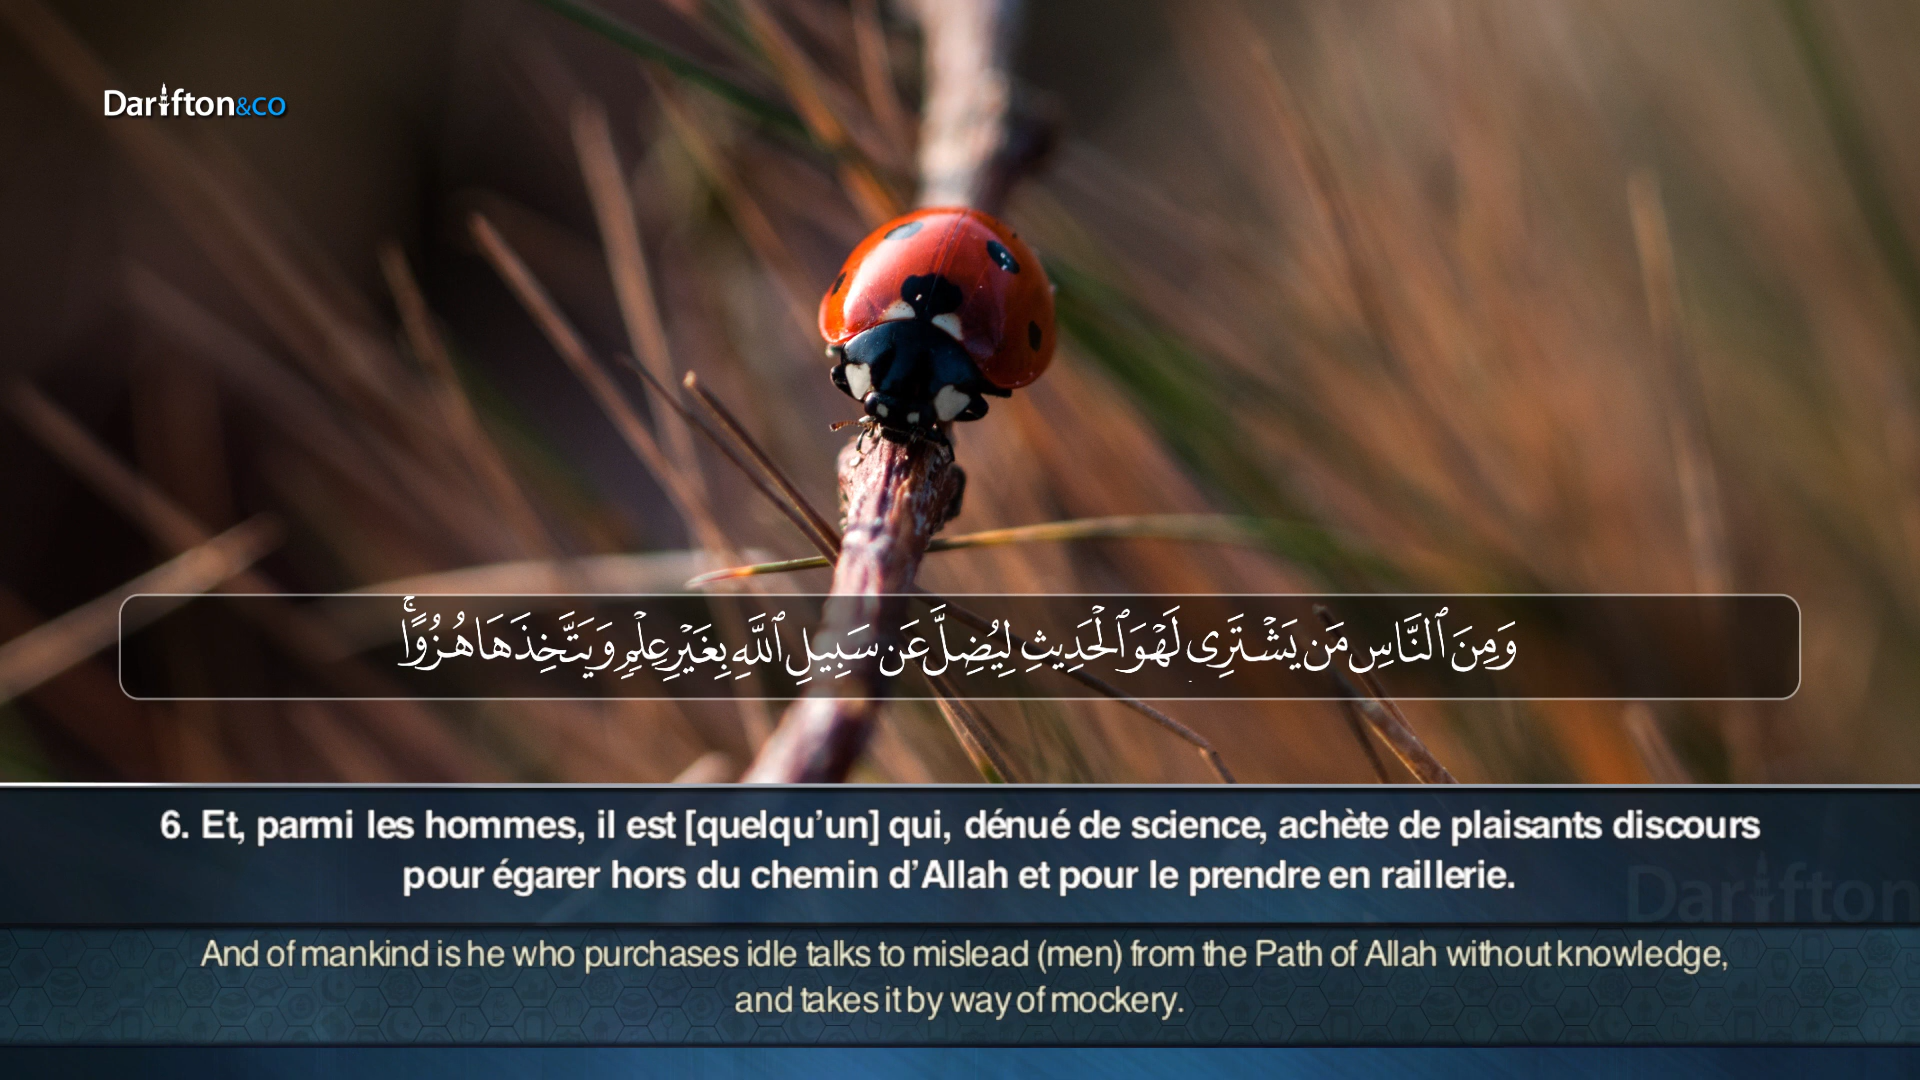 Darifton&co
وَمِنَ ٱلنَّاسِ مَن يَشْتَرِى لَهْوَ ٱلْحَدِيثِ لِيُضِلَّ عَن سَبِيلِ ٱللَّهِ بِغَيْرِ عِلْمٍ وَيَتَّخِذَهَا هُزُوًا ۚ
6. Et, parmi les hommes, il est [quelqu’un] qui, dénué de science, achète de plaisants discours
pour égarer hors du chemin d’Allah et pour le prendre en raillerie.
Darifton
And of mankind is he who purchases idle talks to mislead (men) from the Path of Allah without knowledge,
and takes it by way of mockery.